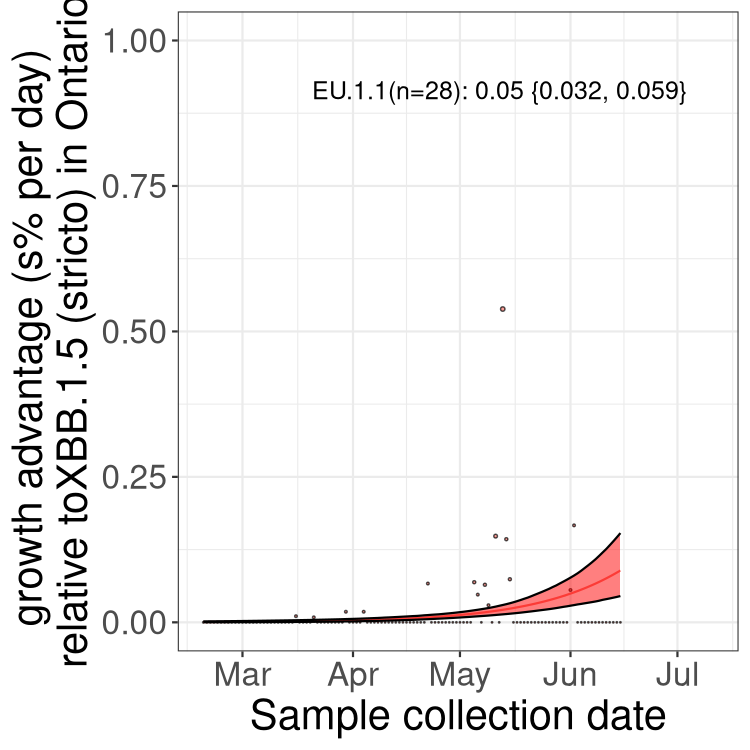 growth advantage (s% per day)
relative toXBB.1.5 (stricto) in Ontario
1.00
0.75
0.50
0.25
0.00
EU.1.1(n=28): 0.05 {0.032, 0.059}
Mar Apr May Jun Jul
Sample collection date